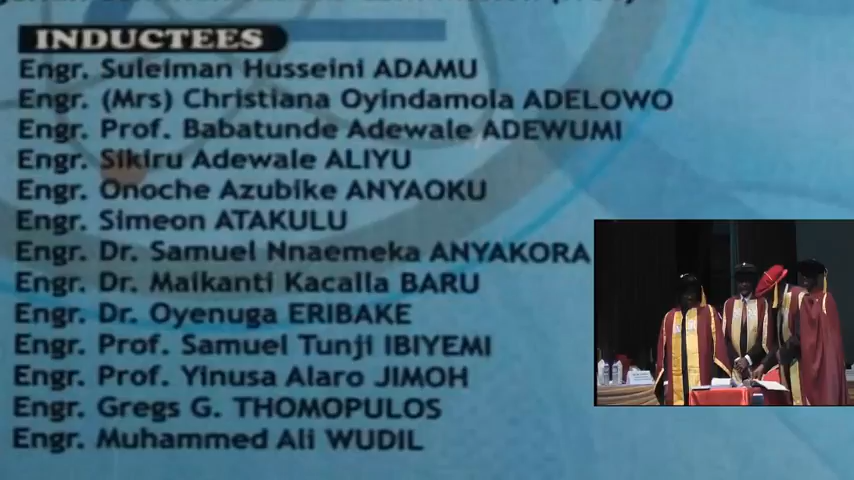 INDUCTEES
Engr. Suleiman Husseini ADAMU
Engr. (Mrs) Christiana Oyindamola ADELOWO
Engr. Prof. Babatunde Adewale ADEWUMI
Engr. Sikiru Adewale ALIYU
Engr. Onoche Azubike ANYAOKU
Engr. Simeon ATAKULU
Engr. Dr. Samuel Nnaemeka ANYAKORA
Engr. Dr. Maikanti Kacalla BARU
Engr. Dr. Oyenuga ERIBAKE
Engr. Prof. Samuel Tunji IBIYEMI
Engr. Prof. Yinusa Alaro JIMOH
Engr. Gregs G. THOMOPULOS
Engr. Muhammed Ali WUDIL